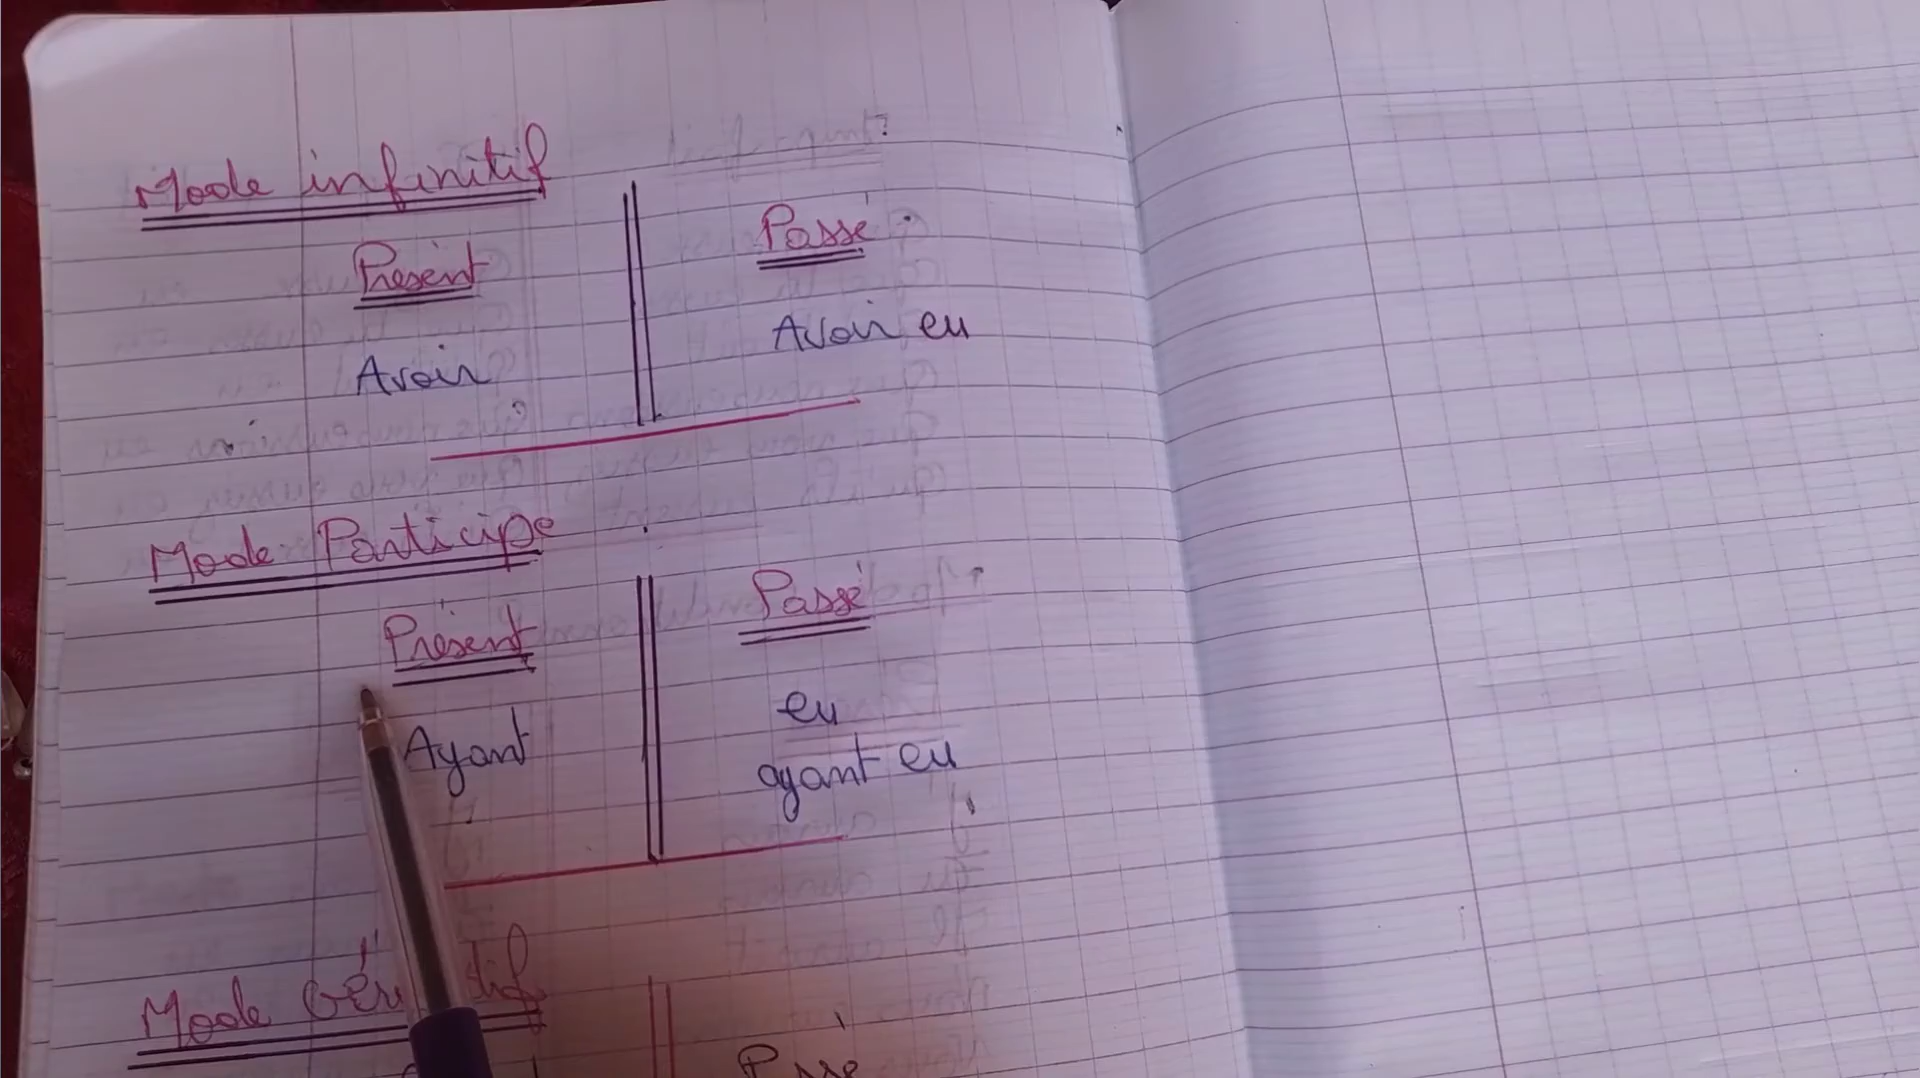 Mode infinitif
Présent
Passé
Avoir
Avoir eu
Mode Participe
Présent
Passé
Ayant
eu
ayant eu
Mode